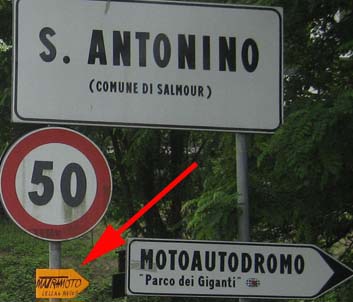 S. ANTONINO
(COMUNE DI SALMOUR)
50
MOTOAUTODROMO
"Parco dei Giganti"